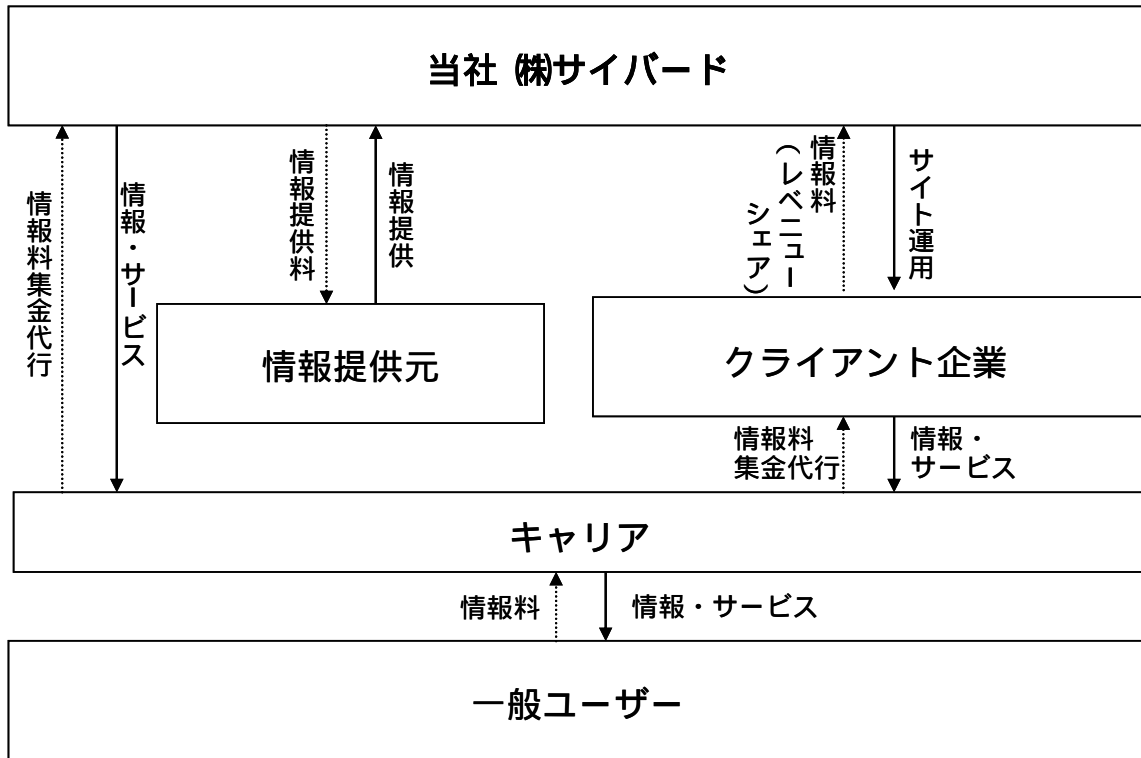 当社 ㈱サイバード
情報料集金代行
情報・サービス
情報提供料
情報提供
情報料
(レベニュー
シェア)
サイト運用
情報提供元
クライアント企業
情報料
集金代行
情報・
サービス
キャリア
情報料
情報・サービス
一般ユーザー